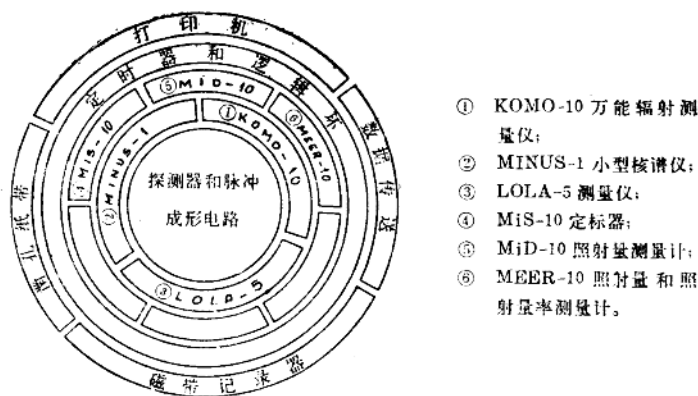 打印机
定时器和逻辑环
⑤MiD-10
①KOMO-10
⑥MEER-10
④MiS-10
②MINUS-1
探测器和脉冲
成形电路
③LOLA-5
数据传送
凿孔纸带
磁带记录器
① KOMO-10 万能辐射测
量仪;
② MINUS-1 小型核谱仪;
③ LOLA-5 测量仪;
④ MiS-10 定标器;
⑤ MiD-10 照射量测量计;
⑥ MEER-10 照射量和照
射量率测量计。